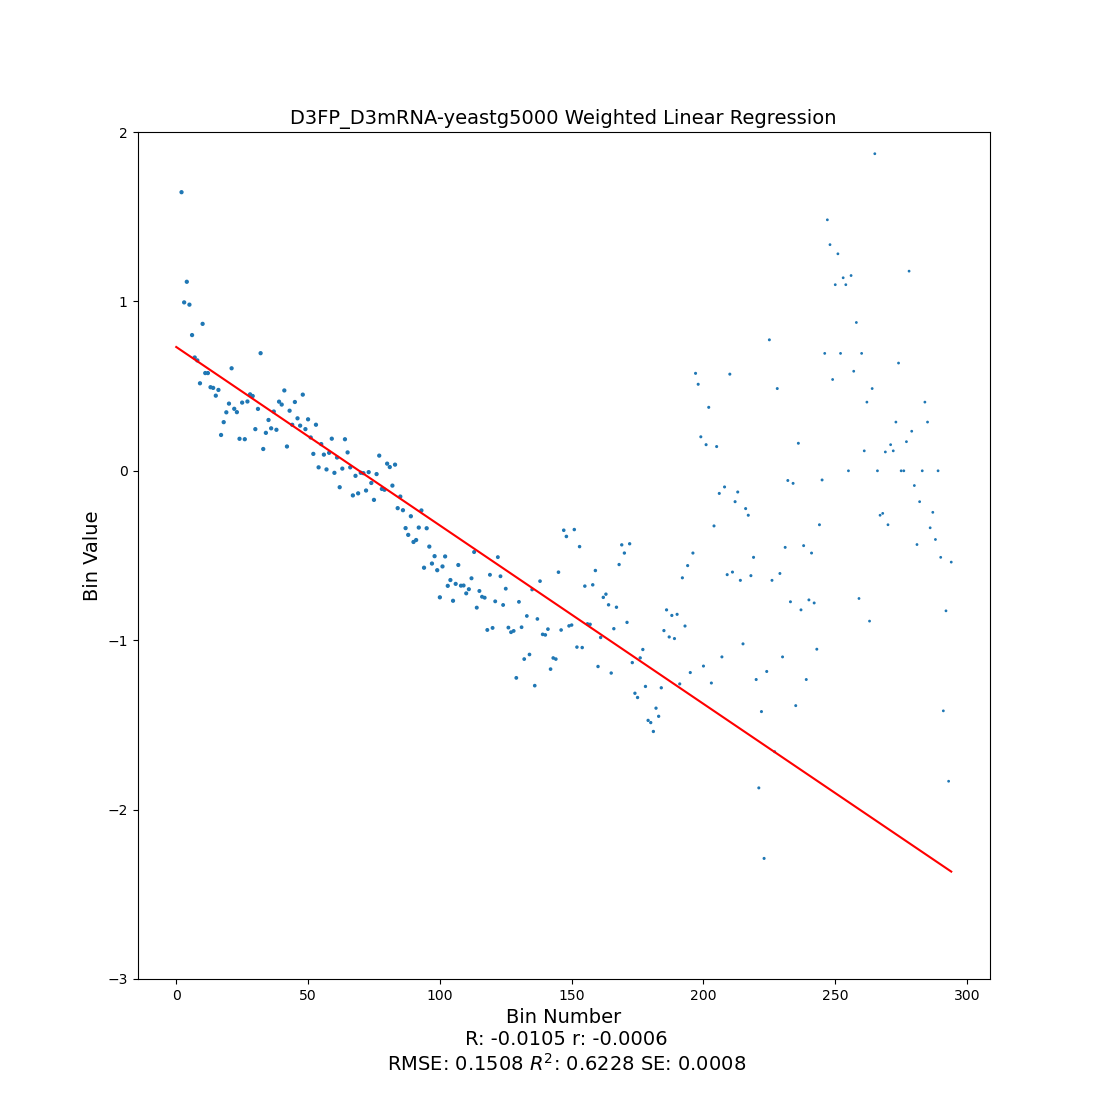 D3FP_D3mRNA-yeastg5000 Weighted Linear Regression
2
1
0
−1
−2
−3
Bin Value
0 50 100 150 200 250 300
Bin Number
R: -0.0105 r: -0.0006
RMSE: 0.1508 R²: 0.6228 SE: 0.0008